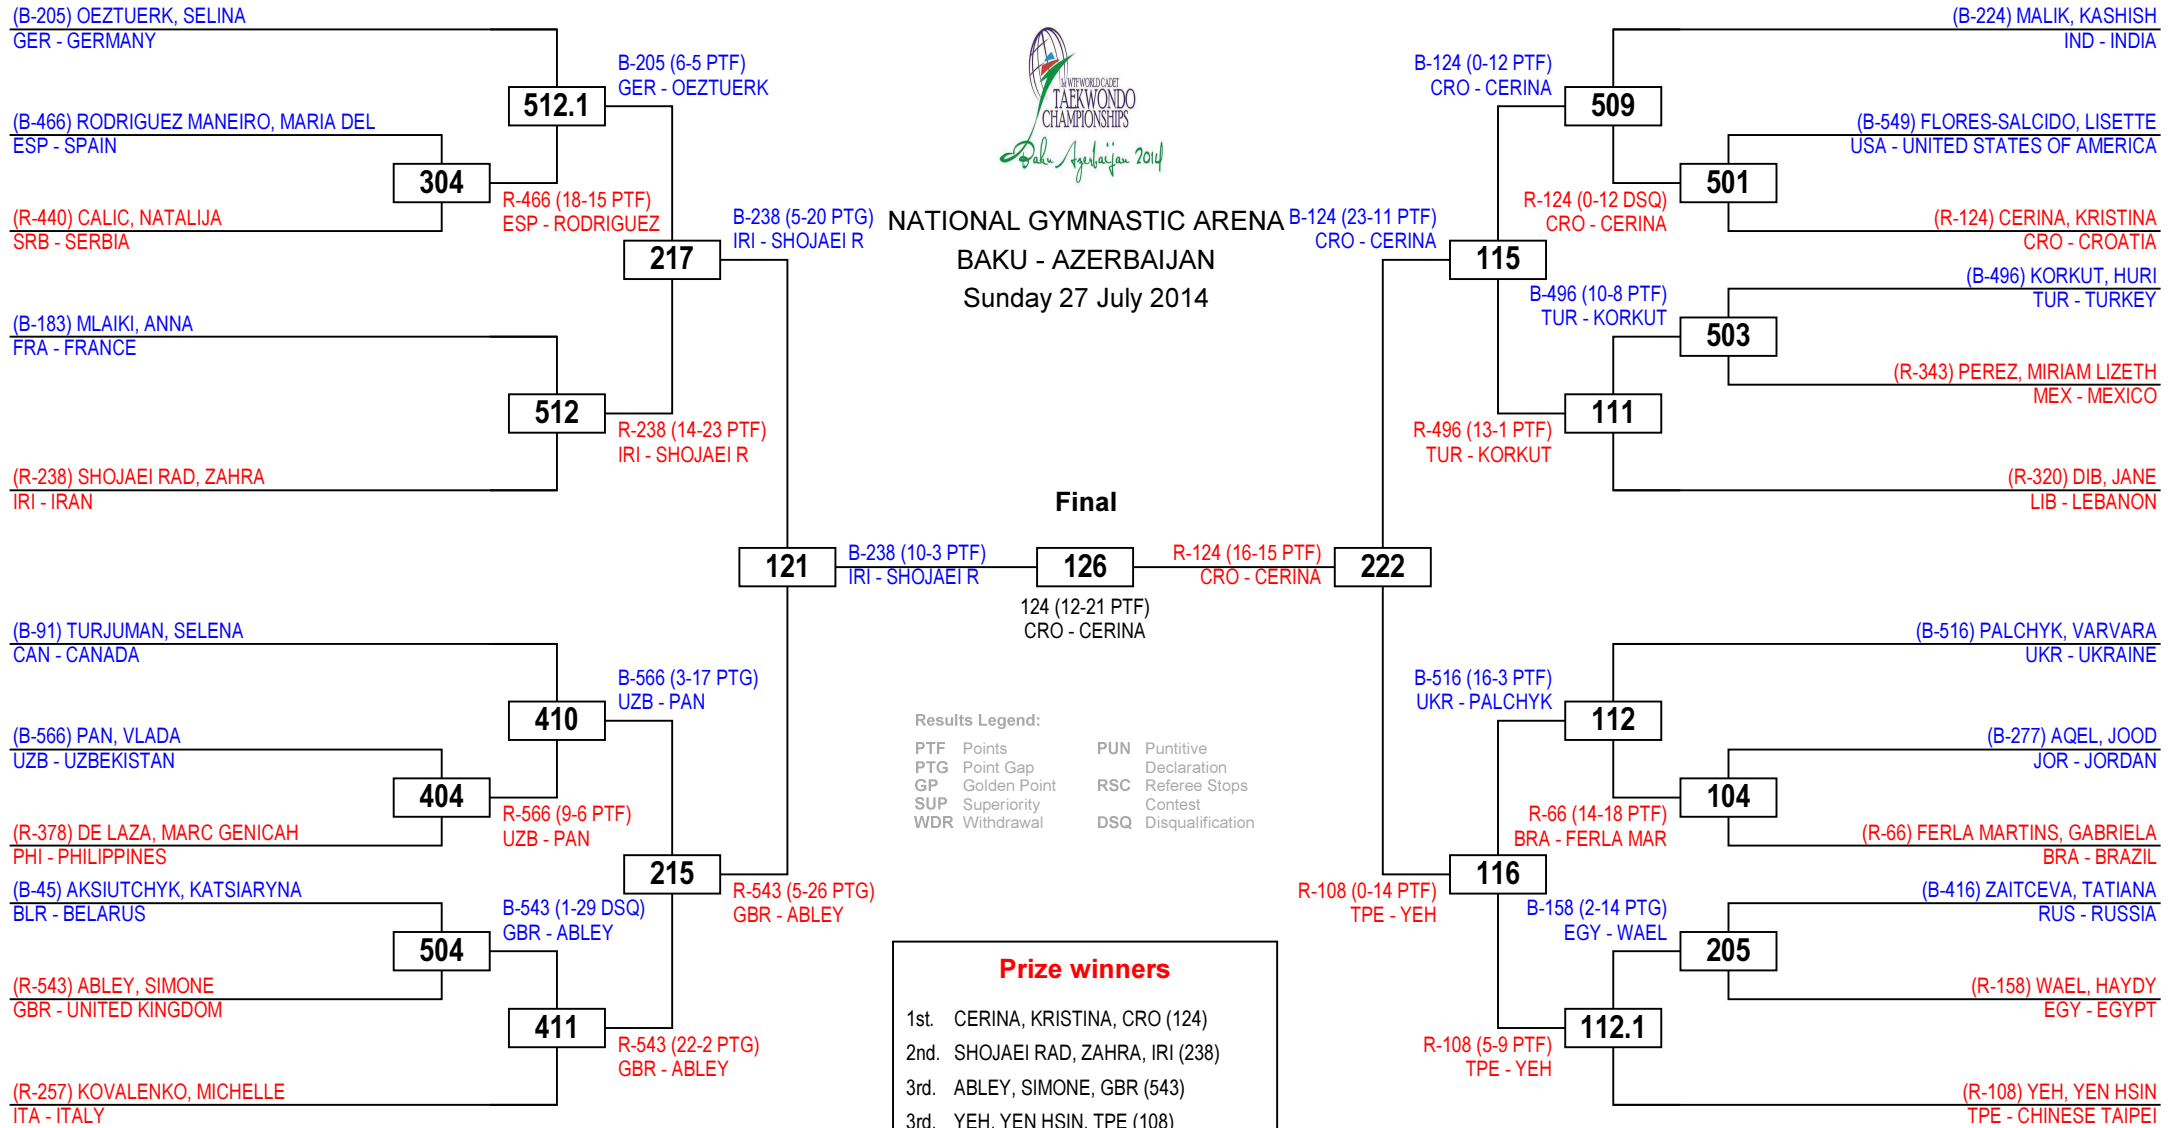 (B-205) OEZTUERK, SELINA
GER - GERMANY
(B-466) RODRIGUEZ MANEIRO, MARIA DEL
ESP - SPAIN
(R-440) CALIC, NATALIJA
SRB - SERBIA
(B-183) MLAIKI, ANNA
FRA - FRANCE
(R-238) SHOJAEI RAD, ZAHRA
IRI - IRAN
(B-91) TURJUMAN, SELENA
CAN - CANADA
(B-566) PAN, VLADA
UZB - UZBEKISTAN
(R-378) DE LAZA, MARC GENICAH
PHI - PHILIPPINES
(B-45) AKSIUTCHYK, KATSIARYNA
BLR - BELARUS
(R-543) ABLEY, SIMONE
GBR - UNITED KINGDOM
(R-257) KOVALENKO, MICHELLE
ITA - ITALY
304
R-466 (18-15 PTF)
ESP - RODRIGUEZ
404
R-566 (9-6 PTF)
UZB - PAN
504
B-543 (1-29 DSQ)
GBR - ABLEY
512.1
B-205 (6-5 PTF)
GER - OEZTUERK
512
R-238 (14-23 PTF)
IRI - SHOJAEI R
410
B-566 (3-17 PTG)
UZB - PAN
411
R-543 (22-2 PTG)
GBR - ABLEY
217
B-238 (5-20 PTG)
IRI - SHOJAEI R
215
R-543 (5-26 PTG)
GBR - ABLEY
121
B-238 (10-3 PTF)
IRI - SHOJAEI R
1st WTF WORLD CADET
TAEKWONDO
CHAMPIONSHIPS
Baku Azerbaijan 2014
NATIONAL GYMNASTIC ARENA
BAKU - AZERBAIJAN
Sunday 27 July 2014
Final
126
124 (12-21 PTF)
CRO - CERINA
Results Legend:
PTF Points
PTG Point Gap
GP Golden Point
SUP Superiority
WDR Withdrawal
PUN Puntitive
Declaration
RSC Referee Stops
Contest
DSQ Disqualification
Prize winners
1st. CERINA, KRISTINA, CRO (124)
2nd. SHOJAEI RAD, ZAHRA, IRI (238)
3rd. ABLEY, SIMONE, GBR (543)
3rd. YEH, YEN HSIN, TPE (108)
R-124 (16-15 PTF)
CRO - CERINA
222
B-124 (23-11 PTF)
CRO - CERINA
115
R-108 (0-14 PTF)
TPE - YEH
116
B-124 (0-12 PTF)
CRO - CERINA
509
R-496 (13-1 PTF)
TUR - KORKUT
111
B-516 (16-3 PTF)
UKR - PALCHYK
112
R-108 (5-9 PTF)
TPE - YEH
112.1
R-124 (0-12 DSQ)
CRO - CERINA
501
B-496 (10-8 PTF)
TUR - KORKUT
503
R-66 (14-18 PTF)
BRA - FERLA MAR
104
B-158 (2-14 PTG)
EGY - WAEL
205
(B-224) MALIK, KASHISH
IND - INDIA
(B-549) FLORES-SALCIDO, LISETTE
USA - UNITED STATES OF AMERICA
(R-124) CERINA, KRISTINA
CRO - CROATIA
(B-496) KORKUT, HURI
TUR - TURKEY
(R-343) PEREZ, MIRIAM LIZETH
MEX - MEXICO
(R-320) DIB, JANE
LIB - LEBANON
(B-516) PALCHYK, VARVARA
UKR - UKRAINE
(B-277) AQEL, JOOD
JOR - JORDAN
(R-66) FERLA MARTINS, GABRIELA
BRA - BRAZIL
(B-416) ZAITCEVA, TATIANA
RUS - RUSSIA
(R-158) WAEL, HAYDY
EGY - EGYPT
(R-108) YEH, YEN HSIN
TPE - CHINESE TAIPEI